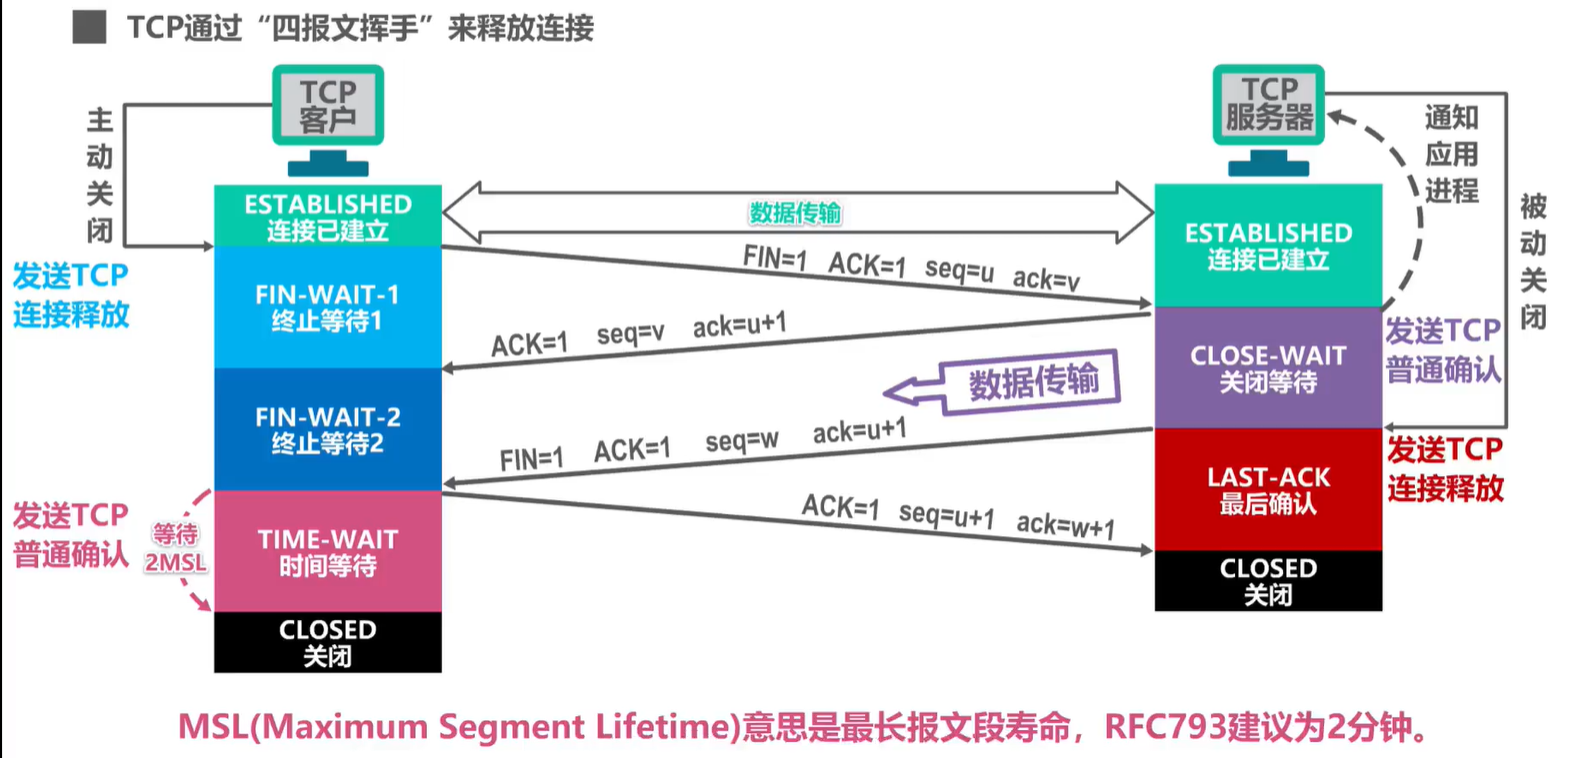 TCP通过“四报文挥手”来释放连接
TCP
客户
TCP
服务器
主
动
关
闭
通知
应用
进程
被
动
关
闭
ESTABLISHED
连接已建立
数据传输
ESTABLISHED
连接已建立
FIN=1 ACK=1 seq=u ack=v
发送TCP
连接释放
FIN-WAIT-1
终止等待1
ACK=1 seq=v ack=u+1
CLOSE-WAIT
关闭等待
发送TCP
普通确认
数据传输
FIN-WAIT-2
终止等待2
FIN=1 ACK=1 seq=w ack=u+1
LAST-ACK
最后确认
发送TCP
连接释放
发送TCP
普通确认
等待
2MSL
TIME-WAIT
时间等待
ACK=1 seq=u+1 ack=w+1
CLOSED
关闭
CLOSED
关闭
MSL(Maximum Segment Lifetime)意思是最长报文段寿命，RFC793建议为2分钟。